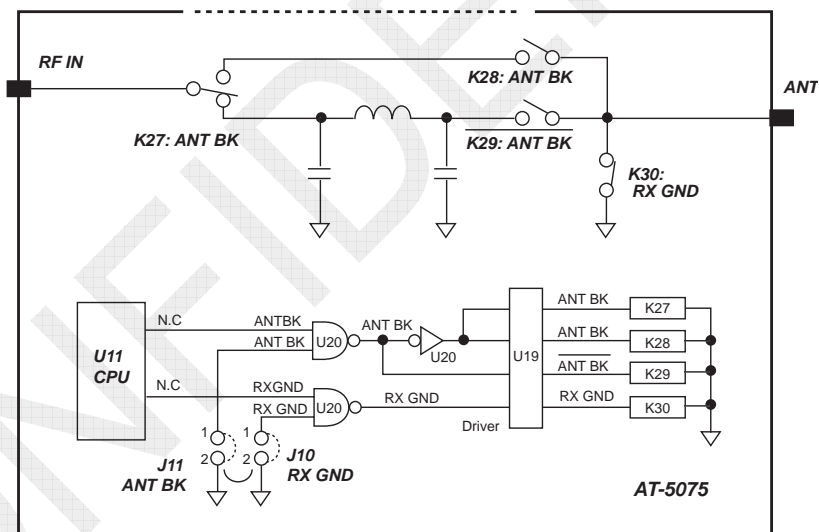 RF IN
K28: ANT BK
ANT
K27: ANT BK
K29: ANT BK
K30:
RX GND
U11
CPU
N.C
ANTBK
ANT BK
U20
ANT BK
U20
U19
ANT BK
K27
ANT BK
K28
ANT BK
K29
N.C
RXGND
RX GND
U20
RX GND
RX GND
K30
Driver
1
2
J11
ANT BK
1
2
J10
RX GND
AT-5075